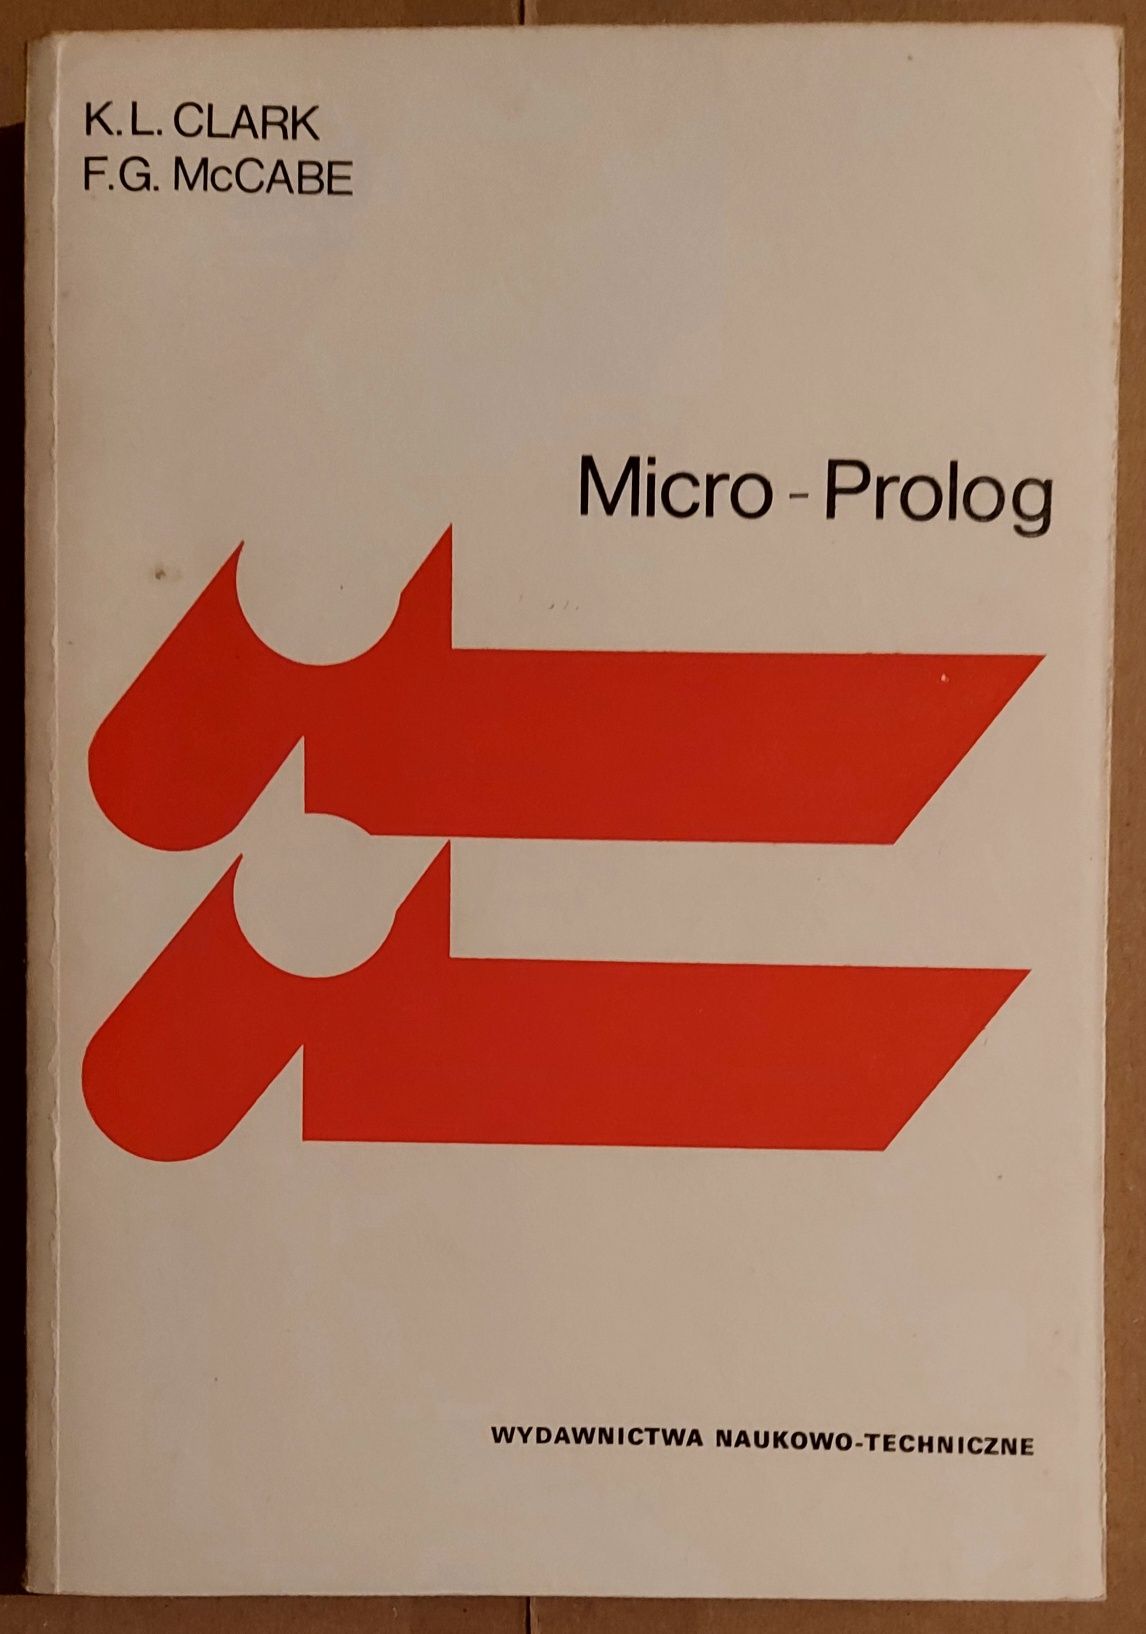 K.L. CLARK
F.G. McCABE
Micro-Prolog
WYDAWNICTWA NAUKOWO-TECHNICZNE